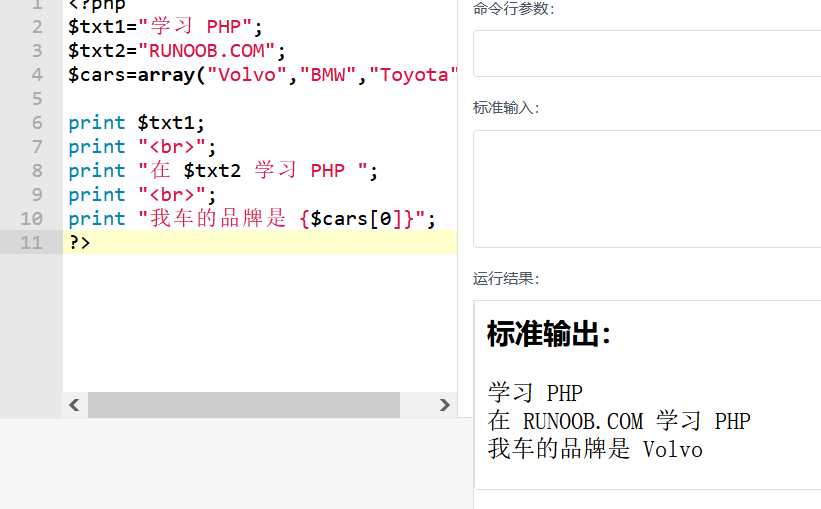 1 <?php
2 $txt1="学习 PHP";
3 $txt2="RUNOOB.COM";
4 $cars=array("Volvo","BMW","Toyota"
5
6 print $txt1;
7 print "<br>";
8 print "在 $txt2 学习 PHP ";
9 print "<br>";
10 print "我车的品牌是 {$cars[0]}";
11 ?>
命令行参数：
标准输入：
运行结果：
标准输出：
学习 PHP
在 RUNOOB.COM 学习 PHP
我车的品牌是 Volvo